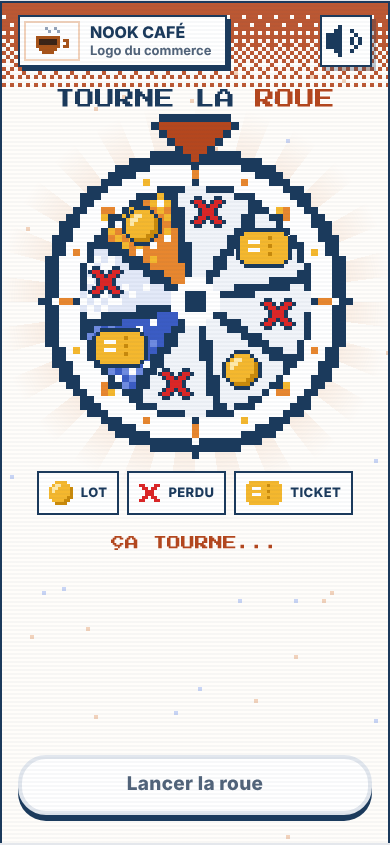 NOOK CAFÉ
Logo du commerce
TOURNE LA ROUE
LOT
PERDU
TICKET
ÇA TOURNE...
Lancer la roue